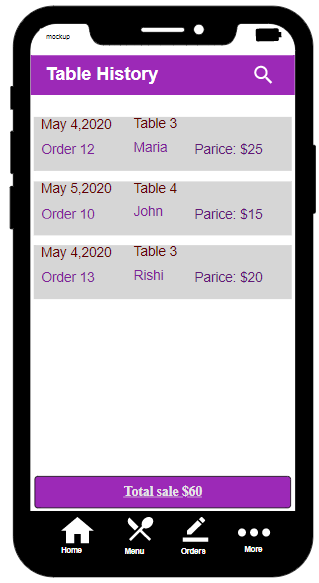 mockup
Table History
May 4,2020 Table 3
Order 12 Maria Parice: $25
May 5,2020 Table 4
Order 10 John Parice: $15
May 4,2020 Table 3
Order 13 Rishi Parice: $20
Total sale $60
Home Menu Orders More